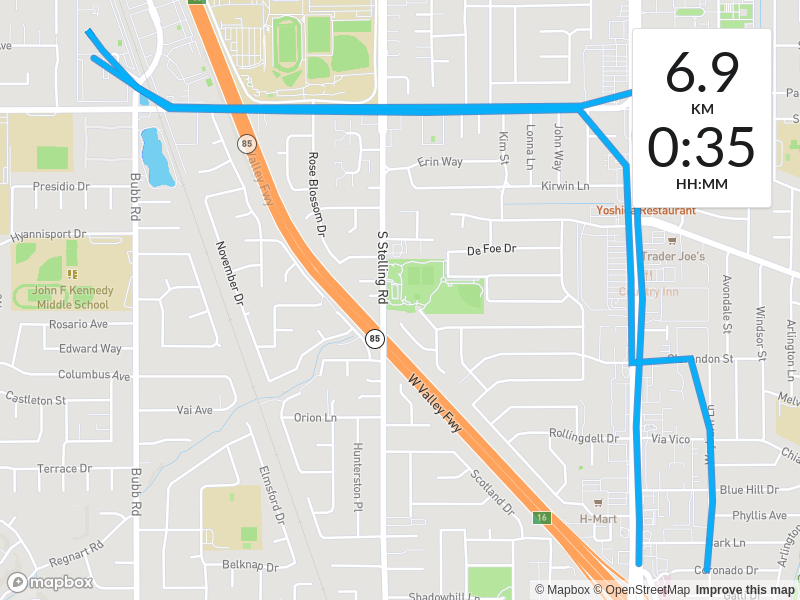 6.9
KM
0:35
HH:MM
85
85
16
Valley Fwy
W Valley Fwy
Bubb Rd
Bubb Rd
S Stelling Rd
Rose Blossom Dr
November Dr
Erin Way
Kim St
Lonna Ln
John Way
Kirwin Ln
Presidio Dr
Hyannisport Dr
John F Kennedy
Middle School
Rosario Ave
Edward Way
Columbus Ave
Castleton St
Vai Ave
Terrace Dr
Regnart Rd
Elmsford Dr
Belknap Dr
Orion Ln
Hunterston Pl
Scotland Dr
Shadowhill Ln
De Foe Dr
Restaurant
Trader Joe's
Country Inn
Avondale St
Windsor St
Arlington Ln
Rollingdell Dr
Via Vico
H-Mart
Blue Hill Dr
Phyllis Ave
Coronado Dr
mapbox
© Mapbox © OpenStreetMap Improve this map